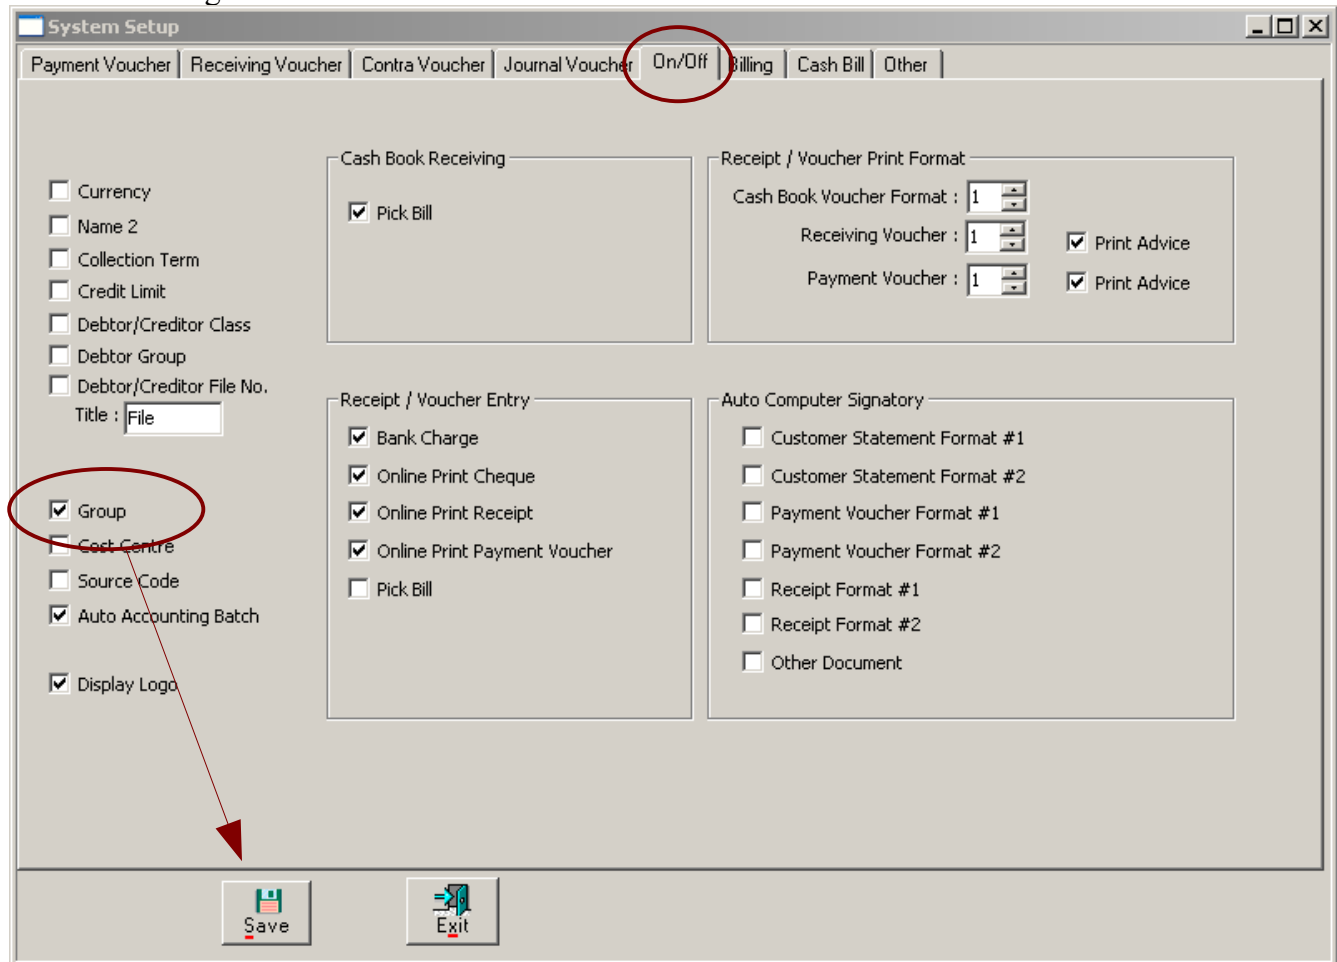 System Setup
Payment Voucher Receiving Voucher Contra Voucher Journal Voucher On/Off Billing Cash Bill Other
Currency
Name 2
Collection Term
Credit Limit
Debtor/Creditor Class
Debtor Group
Debtor/Creditor File No.
Title : File
Group
Cost Centre
Source Code
Auto Accounting Batch
Display Logo
Cash Book Receiving
Pick Bill
Receipt / Voucher Print Format
Cash Book Voucher Format : 1
Receiving Voucher : 1 Print Advice
Payment Voucher : 1 Print Advice
Receipt / Voucher Entry
Bank Charge
Online Print Cheque
Online Print Receipt
Online Print Payment Voucher
Pick Bill
Auto Computer Signatory
Customer Statement Format #1
Customer Statement Format #2
Payment Voucher Format #1
Payment Voucher Format #2
Receipt Format #1
Receipt Format #2
Other Document
Save
Exit